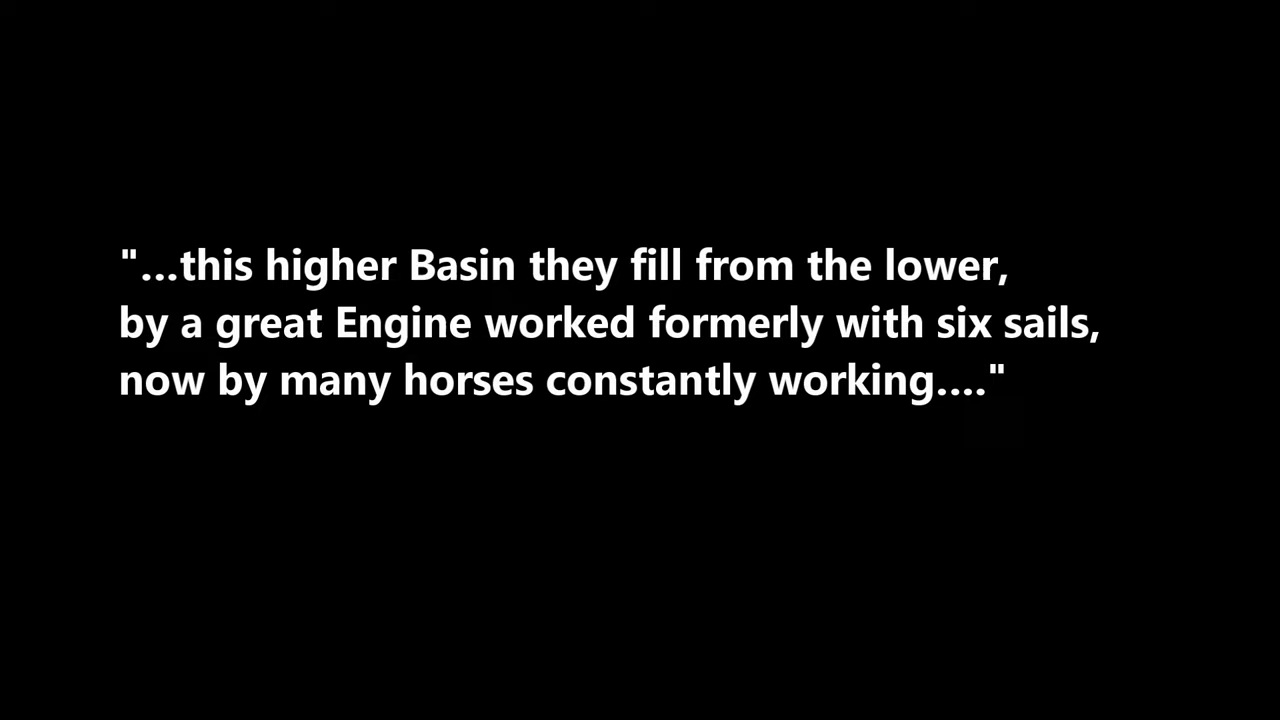 "...this higher Basin they fill from the lower,
by a great Engine worked formerly with six sails,
now by many horses constantly working...."